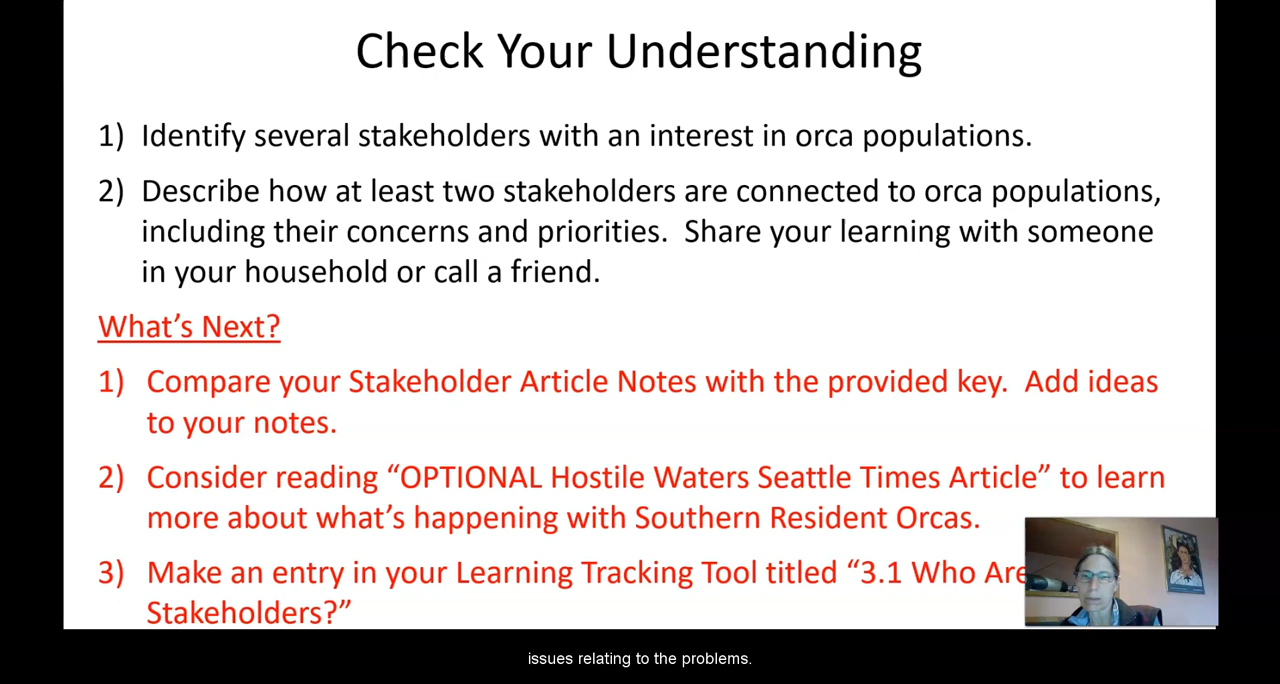 Check Your Understanding
1) Identify several stakeholders with an interest in orca populations.
2) Describe how at least two stakeholders are connected to orca populations,
including their concerns and priorities. Share your learning with someone
in your household or call a friend.
What's Next?
1) Compare your Stakeholder Article Notes with the provided key. Add ideas
to your notes.
2) Consider reading “OPTIONAL Hostile Waters Seattle Times Article” to learn
more about what's happening with Southern Resident Orcas.
3) Make an entry in your Learning Tracking Tool titled “3.1 Who Are
Stakeholders?”
issues relating to the problems.